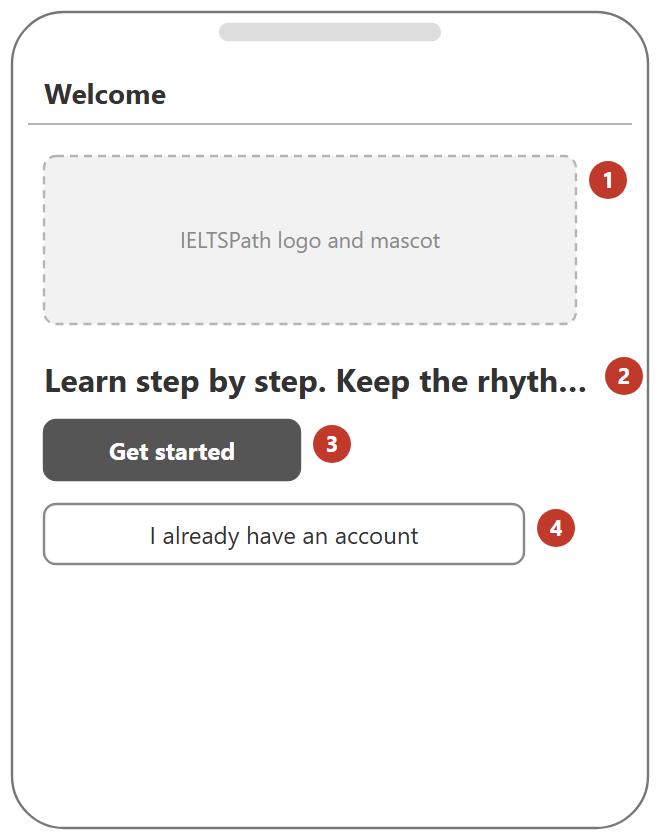 Welcome
IELTSPath logo and mascot
1
Learn step by step. Keep the rhyth...
2
Get started
3
I already have an account
4